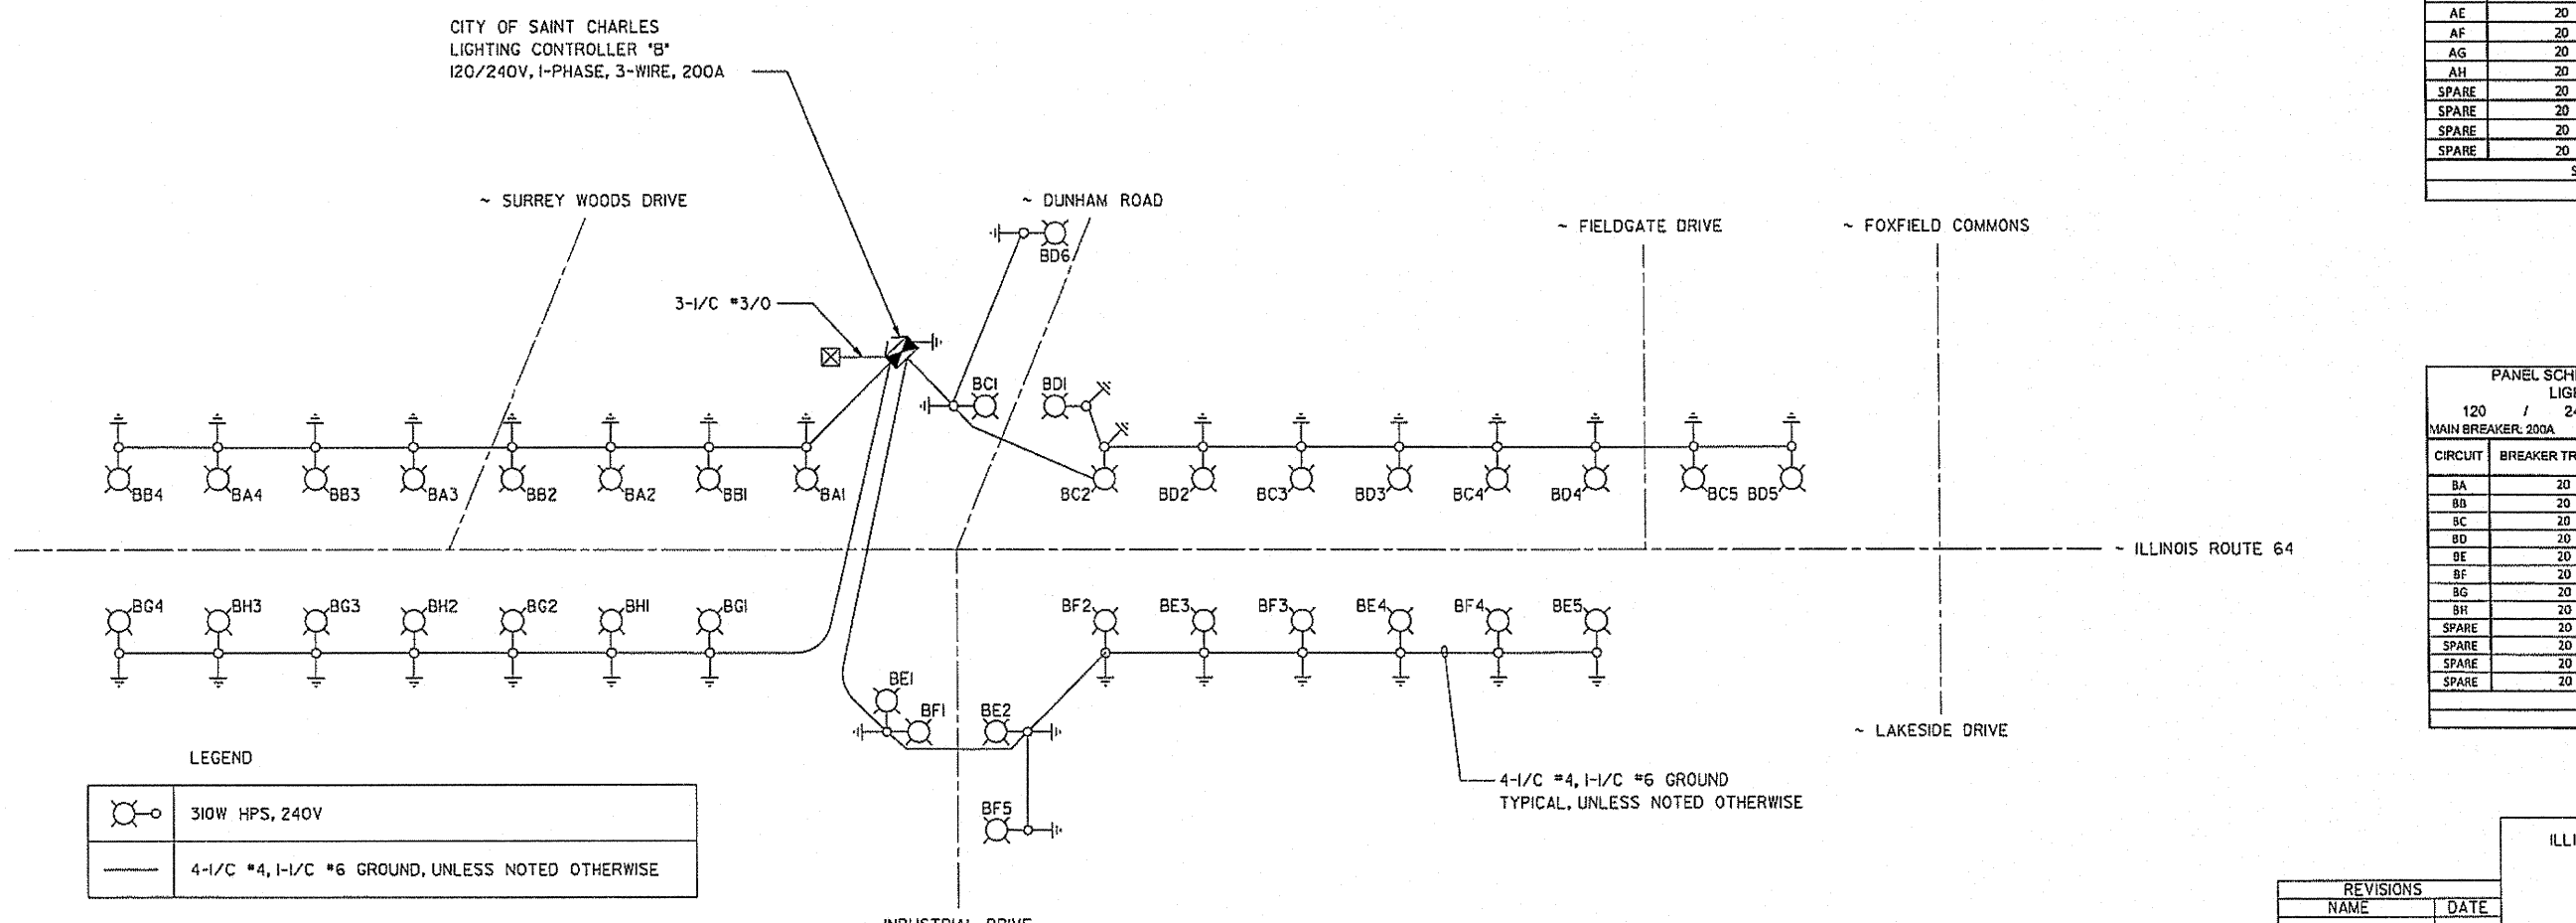 CITY OF SAINT CHARLES
LIGHTING CONTROLLER "B"
120/240V, 1-PHASE, 3-WIRE, 200A
~ SURREY WOODS DRIVE
~ DUNHAM ROAD
~ FIELDGATE DRIVE
~ FOXFIELD COMMONS
BD6
3-1/C #3/0
BC1
BD1
BB4
BA4
BB3
BA3
BB2
BA2
BB1
BA1
BC2
BD2
BC3
BD3
BC4
BD4
BC5
BD5
~ ILLINOIS ROUTE 64
BG4
BH3
BG3
BH2
BG2
BH1
BG1
BF2
BE3
BF3
BE4
BF4
BE5
BE1
BF1
BE2
BF5
~ LAKESIDE DRIVE
4-1/C #4, 1-1/C #6 GROUND
TYPICAL, UNLESS NOTED OTHERWISE
LEGEND
310W HPS, 240V
4-1/C #4, 1-1/C #6 GROUND, UNLESS NOTED OTHERWISE
INDUSTRIAL DRIVE
AE 20
AF 20
AG 20
AH 20
SPARE 20
SPARE 20
SPARE 20
SPARE 20
S
PANEL SCH
LIG
120 / 24
MAIN BREAKER: 200A
CIRCUIT BREAKER TR
BA 20
BB 20
BC 20
BD 20
BE 20
BF 20
BG 20
BH 20
SPARE 20
SPARE 20
SPARE 20
SPARE 20
ILLI
REVISIONS
NAME DATE